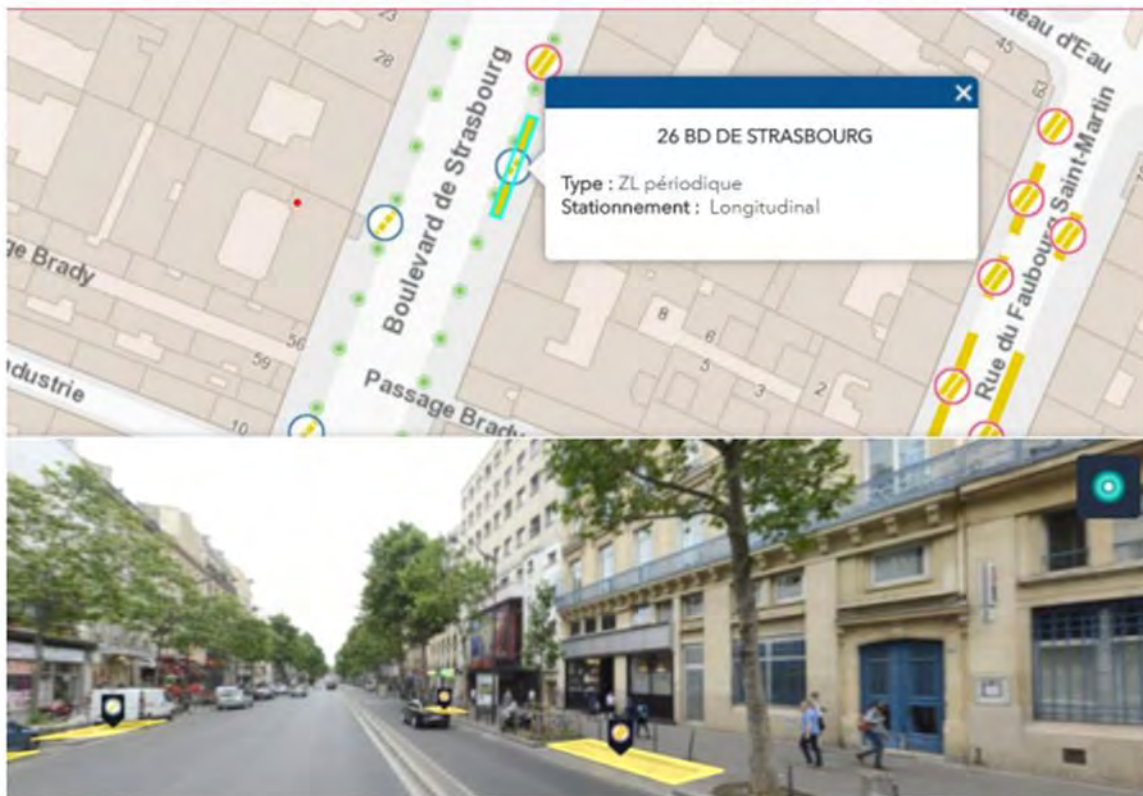 23
28
Boulevard de Strasbourg
26 BD DE STRASBOURG
Type : ZL périodique
Stationnement : Longitudinal
45
63
eau d'Eau
Rue du Faubourg Saint-Martin
ge Brady
56
59
ndustrie
10
Passage Brady
8
6
5
3
2